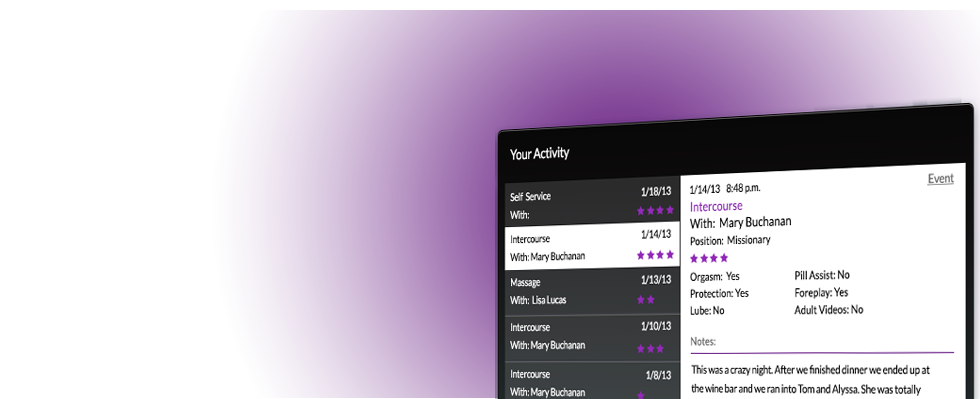 Your Activity
Self Service 1/18/13
With: ★★★★
Intercourse 1/14/13
With: Mary Buchanan ★★★★
Massage 1/13/13
With: Lisa Lucas ★★
Intercourse 1/10/13
With: Mary Buchanan ★★★
Intercourse 1/8/13
With: Mary Buchanan ★
Event
1/14/13 8:48 p.m.
Intercourse
With: Mary Buchanan
Position: Missionary
★★★★
Orgasm: Yes Pill Assist: No
Protection: Yes Foreplay: Yes
Lube: No Adult Videos: No
Notes:
This was a crazy night. After we finished dinner we ended up at
the wine bar and we ran into Tom and Alyssa. She was totally